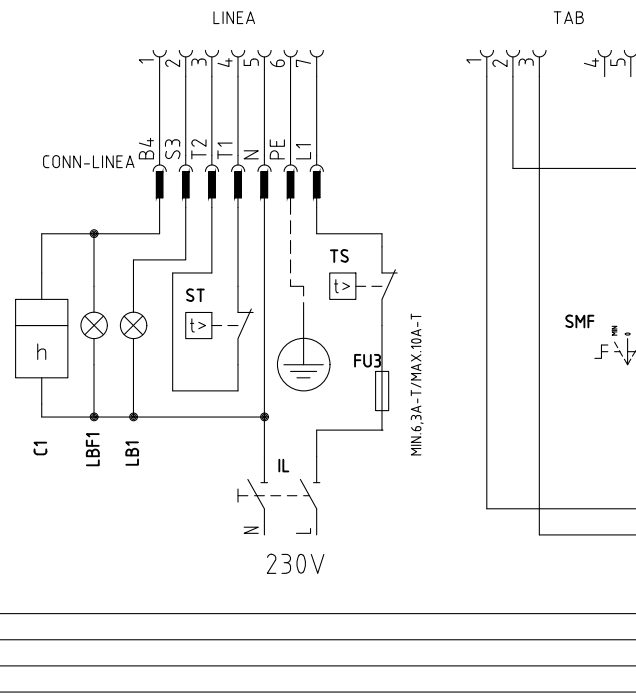 LINEA
TAB
1 2 3 4 5 6 7
1 2 3 4 5
CONN-LINEA
B4 S3 T2 T1 N PE L1
TS
t>
ST
t>
SMF
MIN
0
h
FU3
MIN.6,3A-T/MAX.10A-T
C1
LBF1
LB1
IL
N L
230V